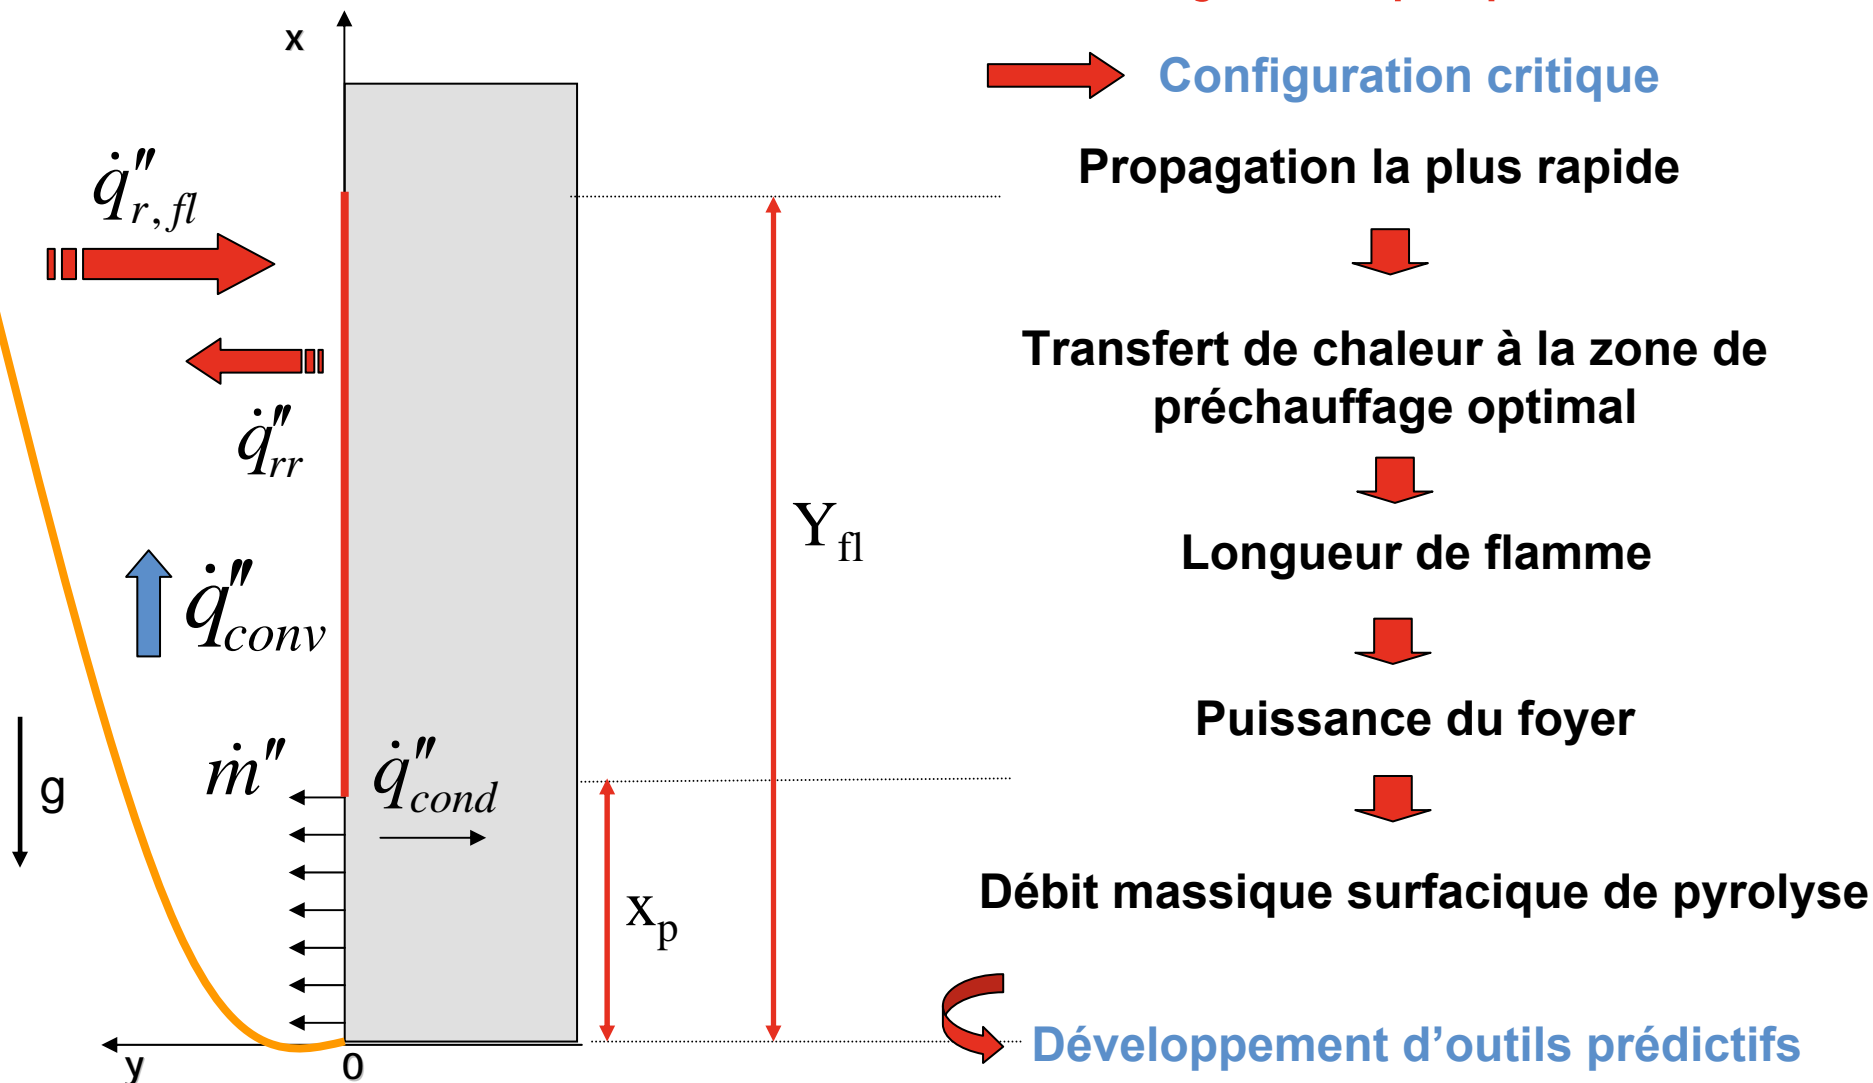 x
q̇″r,fl
q̇″rr
q̇″conv
g
ṁ″
q̇″cond
Yfl
xp
y
0
Configuration critique
Propagation la plus rapide
Transfert de chaleur à la zone de
préchauffage optimal
Longueur de flamme
Puissance du foyer
Débit massique surfacique de pyrolyse
Développement d’outils prédictifs